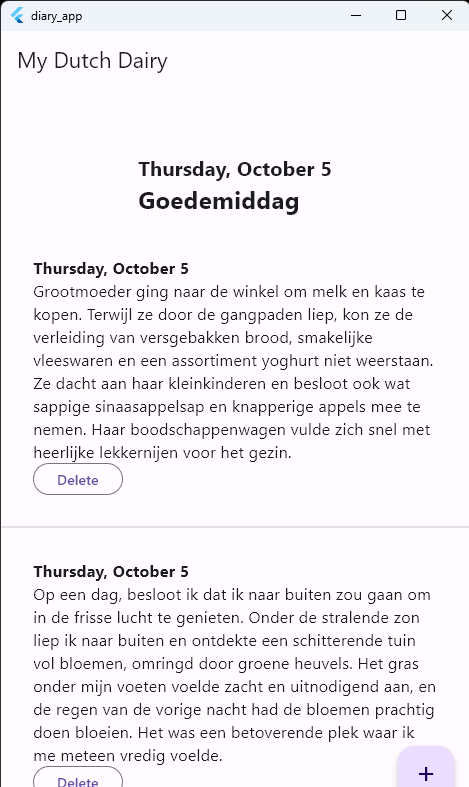 diary_app
My Dutch Dairy
Thursday, October 5
Goedemiddag
Thursday, October 5
Grootmoeder ging naar de winkel om melk en kaas te
kopen. Terwijl ze door de gangpaden liep, kon ze de
verleiding van versgebakken brood, smakelijke
vleeswaren en een assortiment yoghurt niet weerstaan.
Ze dacht aan haar kleinkinderen en besloot ook wat
sappige sinaasappelsap en knapperige appels mee te
nemen. Haar boodschappenwagen vulde zich snel met
heerlijke lekkernijen voor het gezin.
Delete
Thursday, October 5
Op een dag, besloot ik dat ik naar buiten zou gaan om
in de frisse lucht te genieten. Onder de stralende zon
liep ik naar buiten en ontdekte een schitterende tuin
vol bloemen, omringd door groene heuvels. Het gras
onder mijn voeten voelde zacht en uitnodigend aan, en
de regen van de vorige nacht had de bloemen prachtig
doen bloeien. Het was een betoverende plek waar ik
me meteen vredig voelde.
Delete